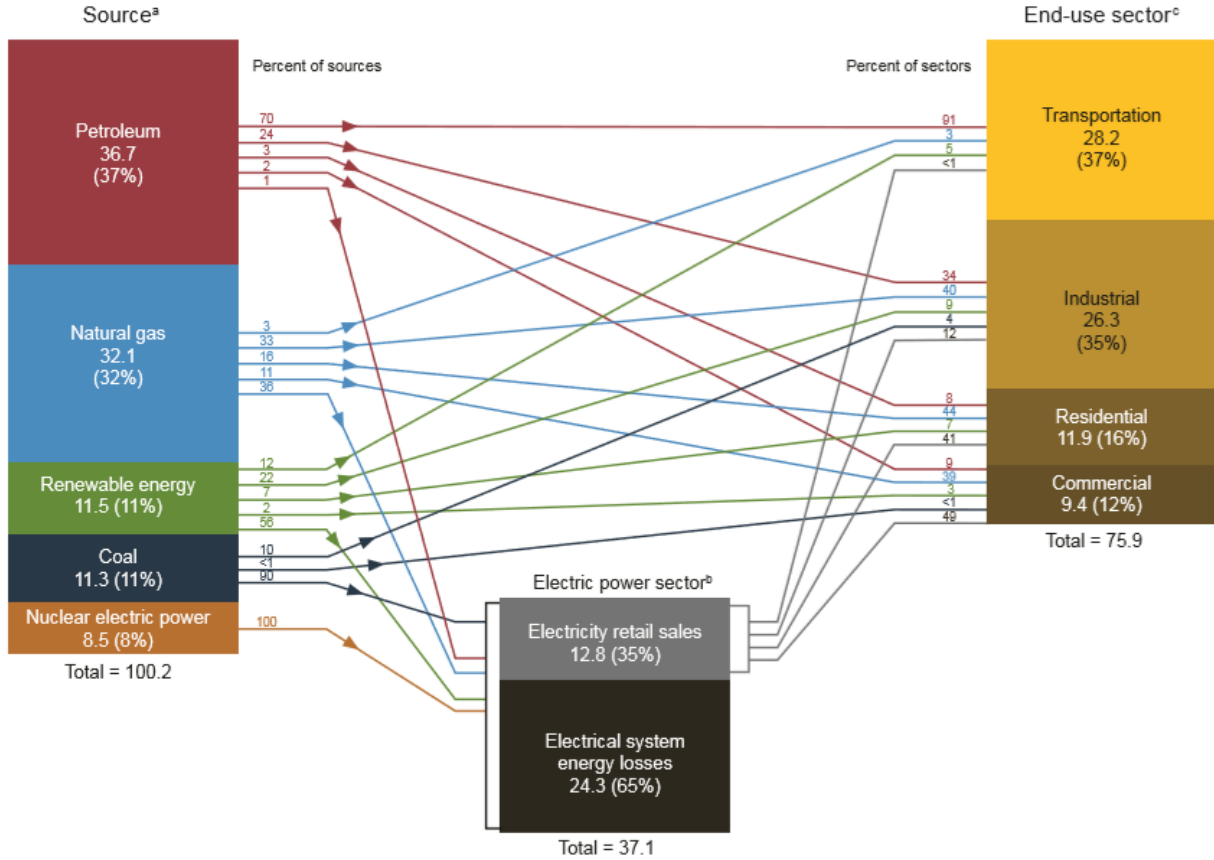 Sourceᵃ
End-use sectorᶜ
Percent of sources
Percent of sectors
Petroleum
36.7
(37%)
70
24
3
2
1
Natural gas
32.1
(32%)
3
33
16
11
36
Renewable energy
11.5 (11%)
12
22
7
2
56
Coal
11.3 (11%)
10
<1
90
Nuclear electric power
8.5 (8%)
100
Total = 100.2
Electric power sectorᵇ
Electricity retail sales
12.8 (35%)
Electrical system
energy losses
24.3 (65%)
Total = 37.1
91
3
5
<1
Transportation
28.2
(37%)
34
40
9
4
12
Industrial
26.3
(35%)
8
44
7
41
Residential
11.9 (16%)
9
39
3
<1
49
Commercial
9.4 (12%)
Total = 75.9